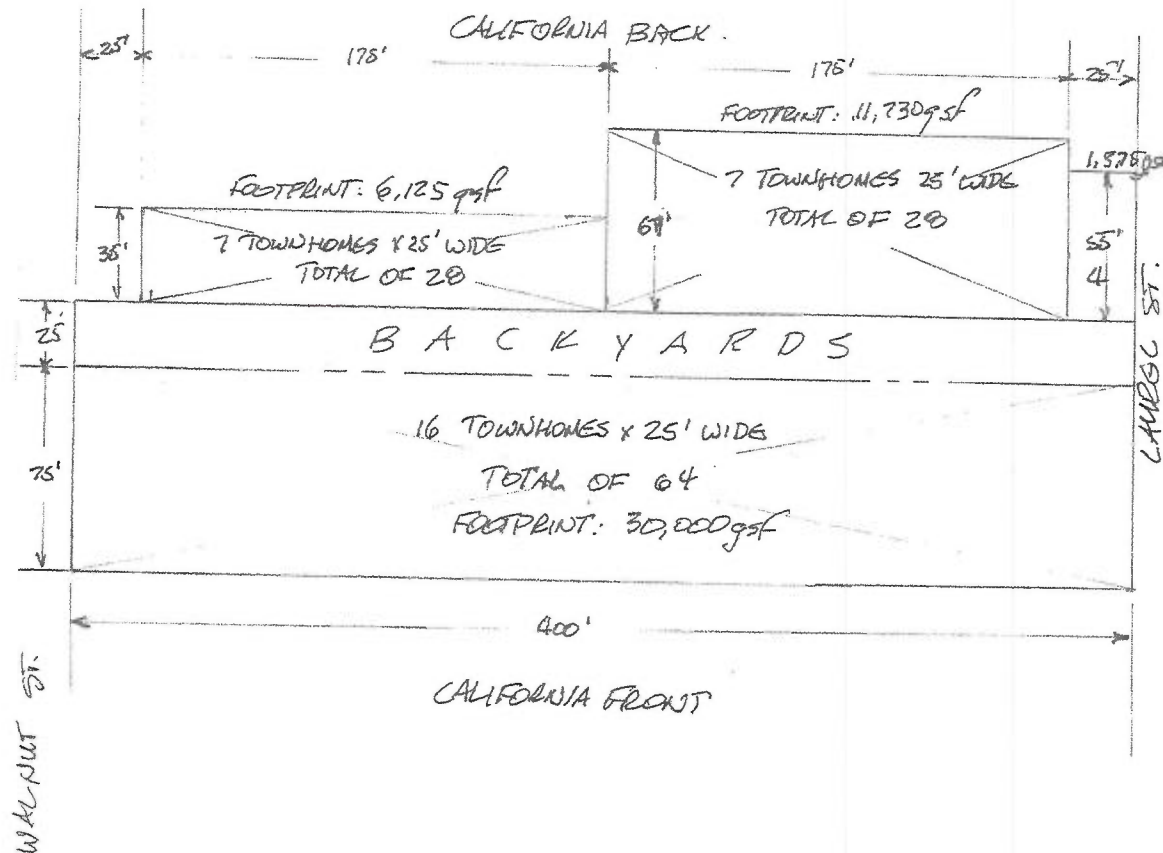 CALIFORNIA BACK.
25'
175'
175'
25'
FOOTPRINT: 11,730gsf
FOOTPRINT: 6,125 gsf
7 TOWNHOMES 25' WIDE
TOTAL OF 28
35'
7 TOWNHOMES x 25' WIDE
TOTAL OF 28
55'
4
25'
BACKYARDS
LAUREL ST.
75'
16 TOWNHOMES x 25' WIDE
TOTAL OF 64
FOOTPRINT: 30,000gsf
400'
CALIFORNIA FRONT
WALNUT ST.